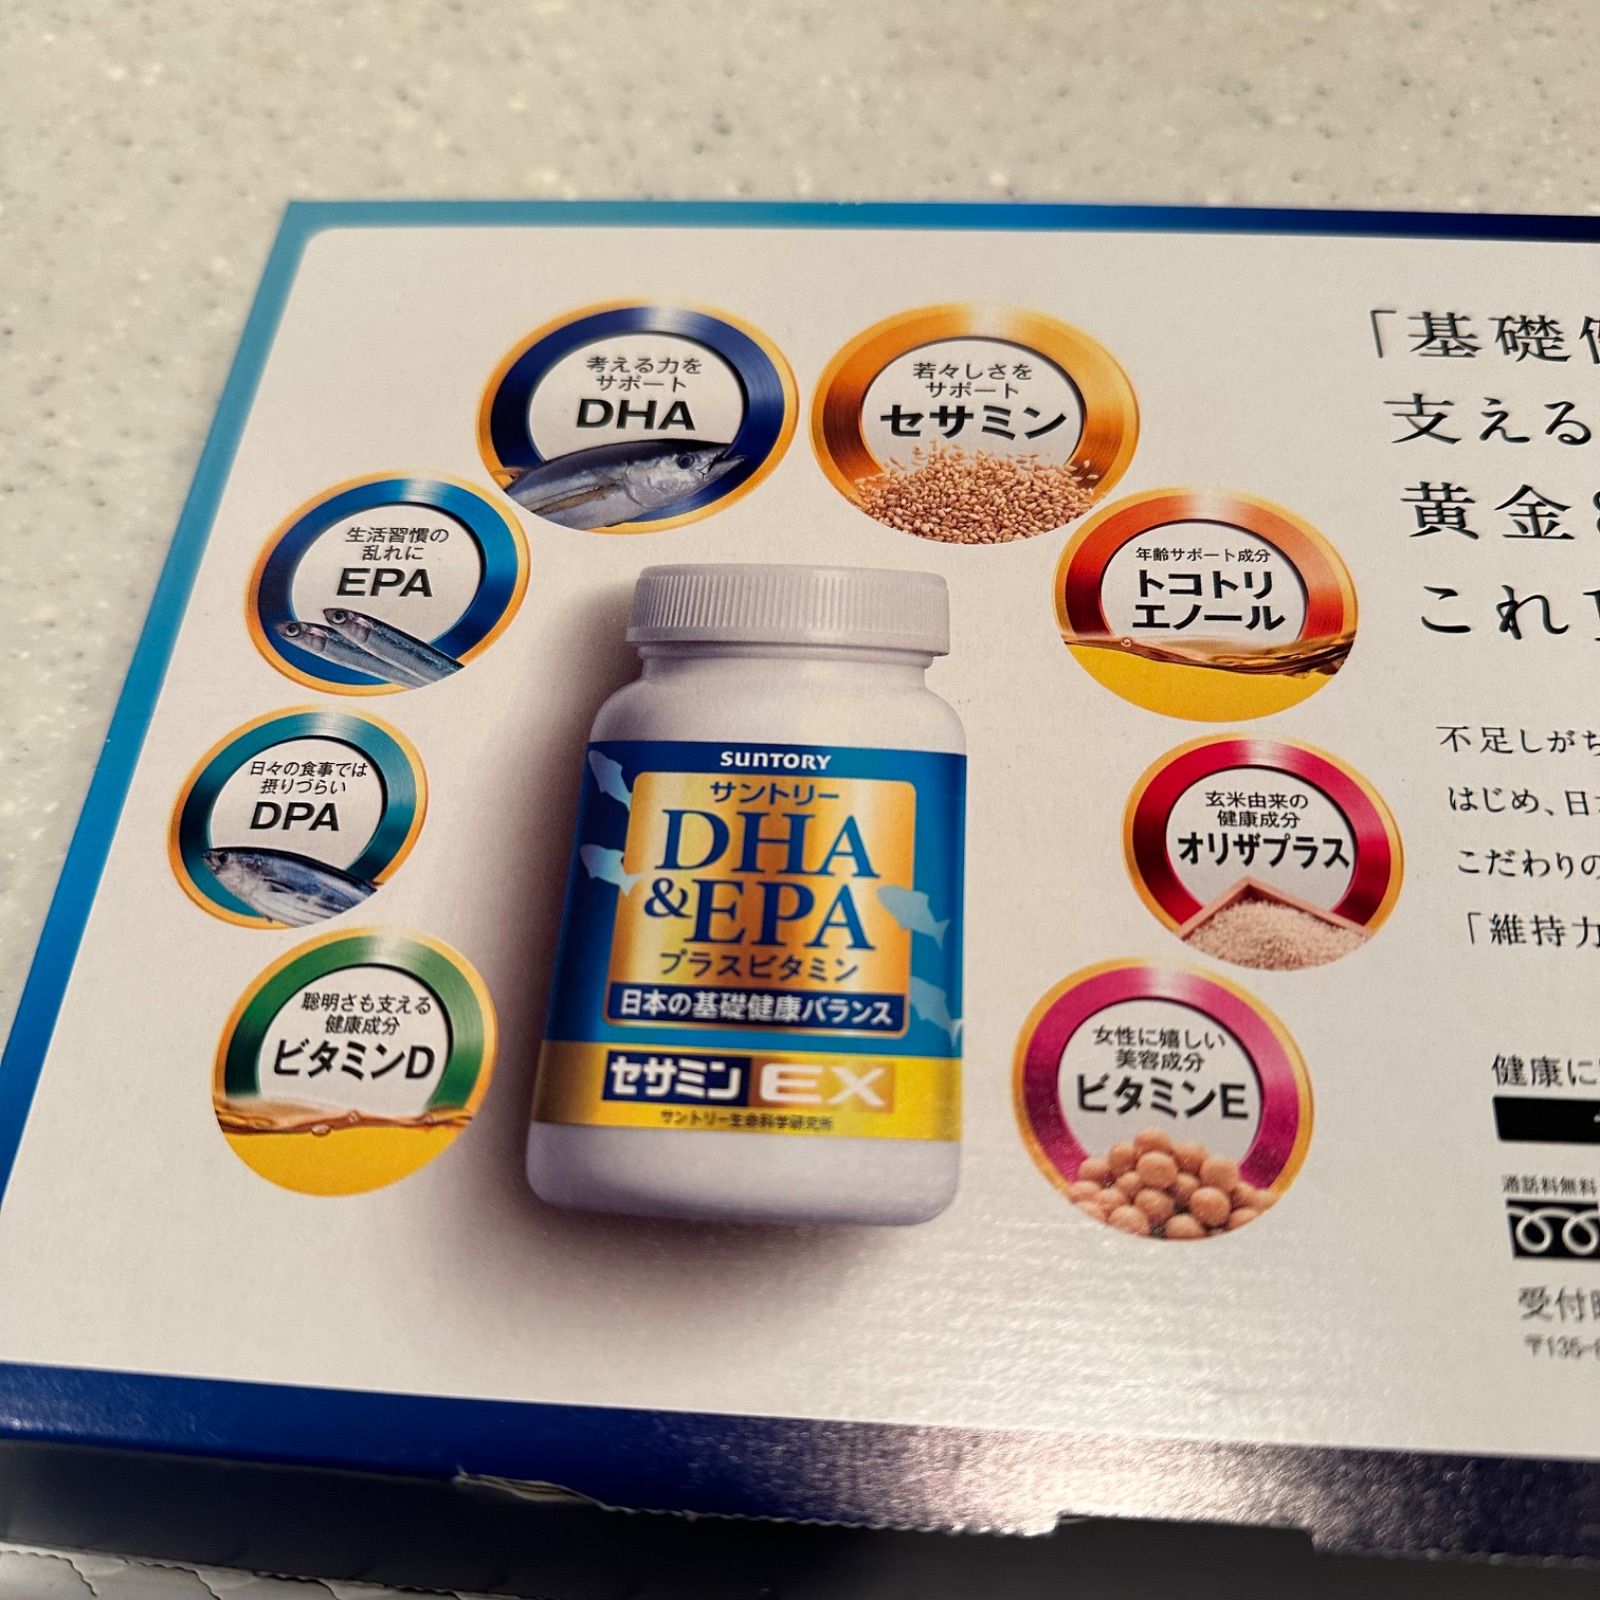 考える力を
サポート
DHA
若々しさを
サポート
セサミン
生活習慣の
乱れに
EPA
年齢サポート成分
トコトリ
エノール
日々の食事では
摂りづらい
DPA
玄米由来の
健康成分
オリザプラス
聡明さも支える
健康成分
ビタミンD
女性に嬉しい
美容成分
ビタミンE
SUNTORY
サントリー
DHA
&EPA
プラスビタミン
日本の基礎健康バランス
セサミンEX
サントリー生命科学研究所
「基礎
支える
黄金
これ1
不足しがち
はじめ、日
こだわりの
「維持力
健康に
通話料無料
受付
〒135-